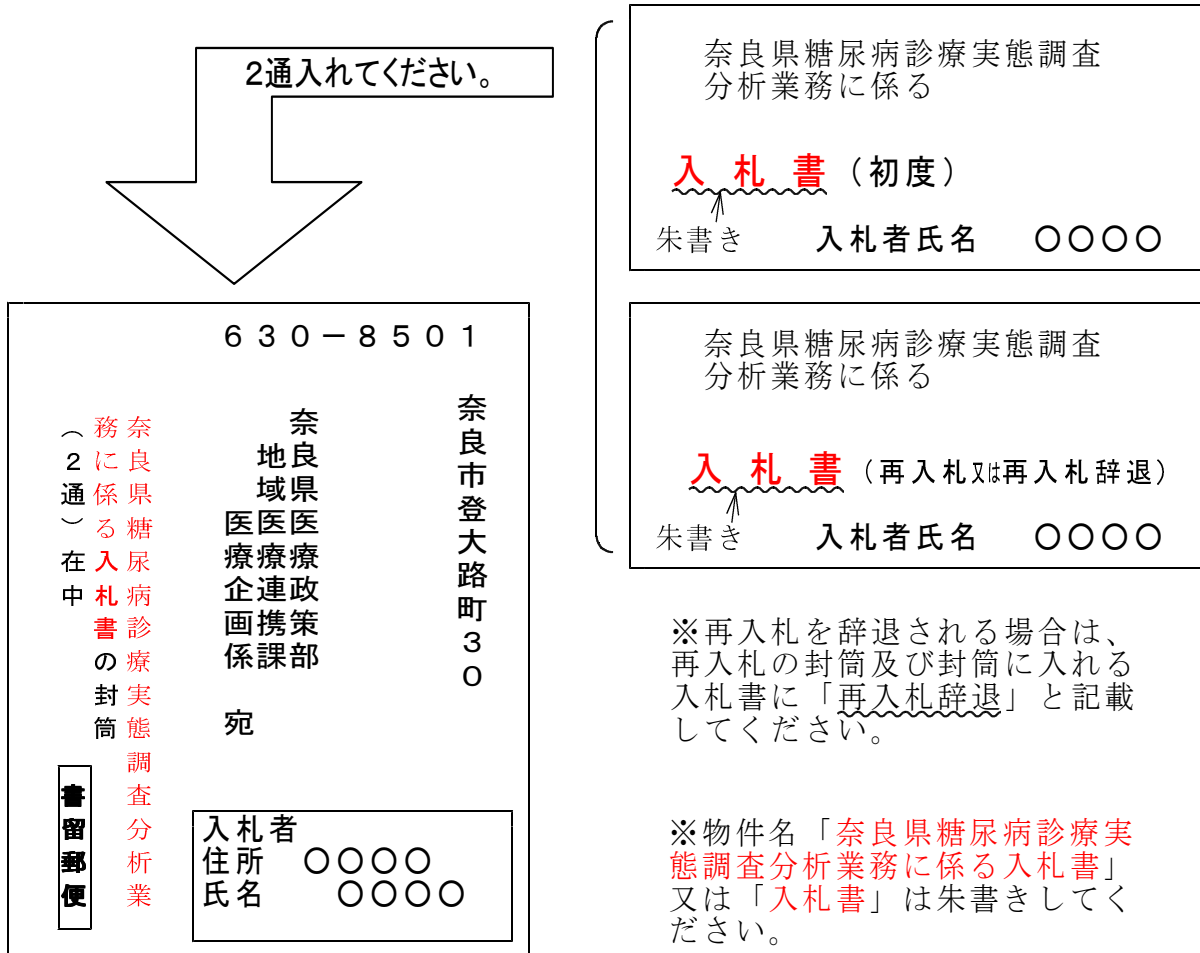 2通入れてください。
奈良県糖尿病診療実態調査
分析業務に係る
入札書（初度）
朱書き 入札者氏名 〇〇〇〇
奈良県糖尿病診療実態調査
分析業務に係る
入札書（再入札又は再入札辞退）
朱書き 入札者氏名 〇〇〇〇
※再入札を辞退される場合は、
再入札の封筒及び封筒に入れる
入札書に「再入札辞退」と記載
してください。
※物件名「奈良県糖尿病診療実
態調査分析業務に係る入札書」
又は「入札書」は朱書きしてく
ださい。
６３０－８５０１
奈良市登大路町３０
奈良県医療政策部
地域医療連携課
医療企画係 宛
奈良県糖尿病診療実態調査分析業
務に係る入札書の封筒
（２通）在中
書留郵便
入札者
住所 〇〇〇〇
氏名 〇〇〇〇